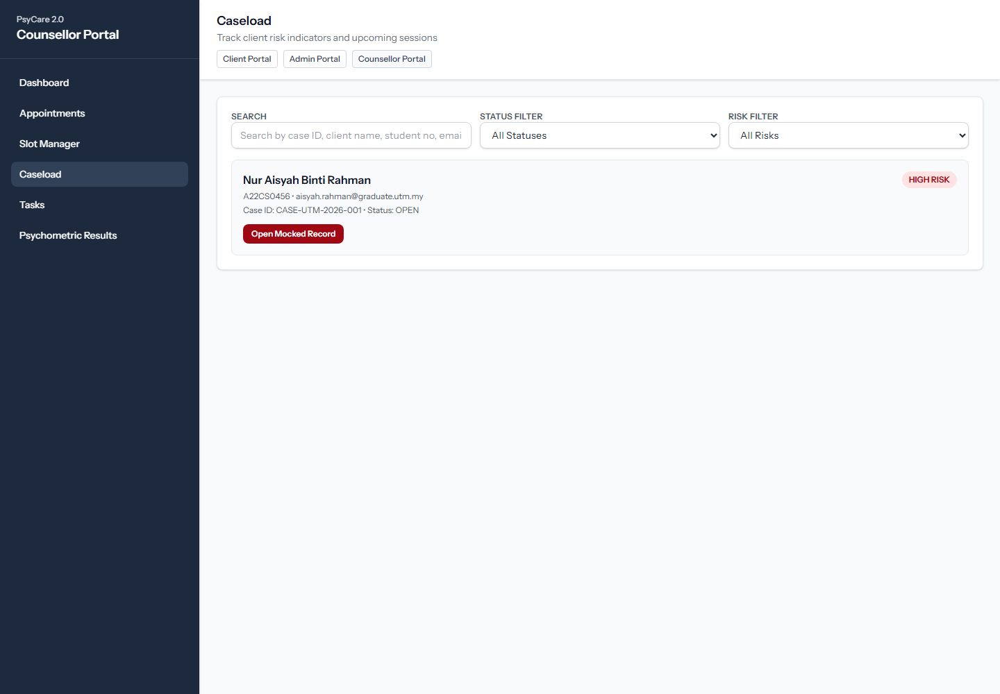 PsyCare 2.0
Counsellor Portal
Dashboard
Appointments
Slot Manager
Caseload
Tasks
Psychometric Results
Caseload
Track client risk indicators and upcoming sessions
Client Portal
Admin Portal
Counsellor Portal
SEARCH
Search by case ID, client name, student no, emai
STATUS FILTER
All Statuses
RISK FILTER
All Risks
Nur Aisyah Binti Rahman
HIGH RISK
A22CS0456 • aisyah.rahman@graduate.utm.my
Case ID: CASE-UTM-2026-001 • Status: OPEN
Open Mocked Record